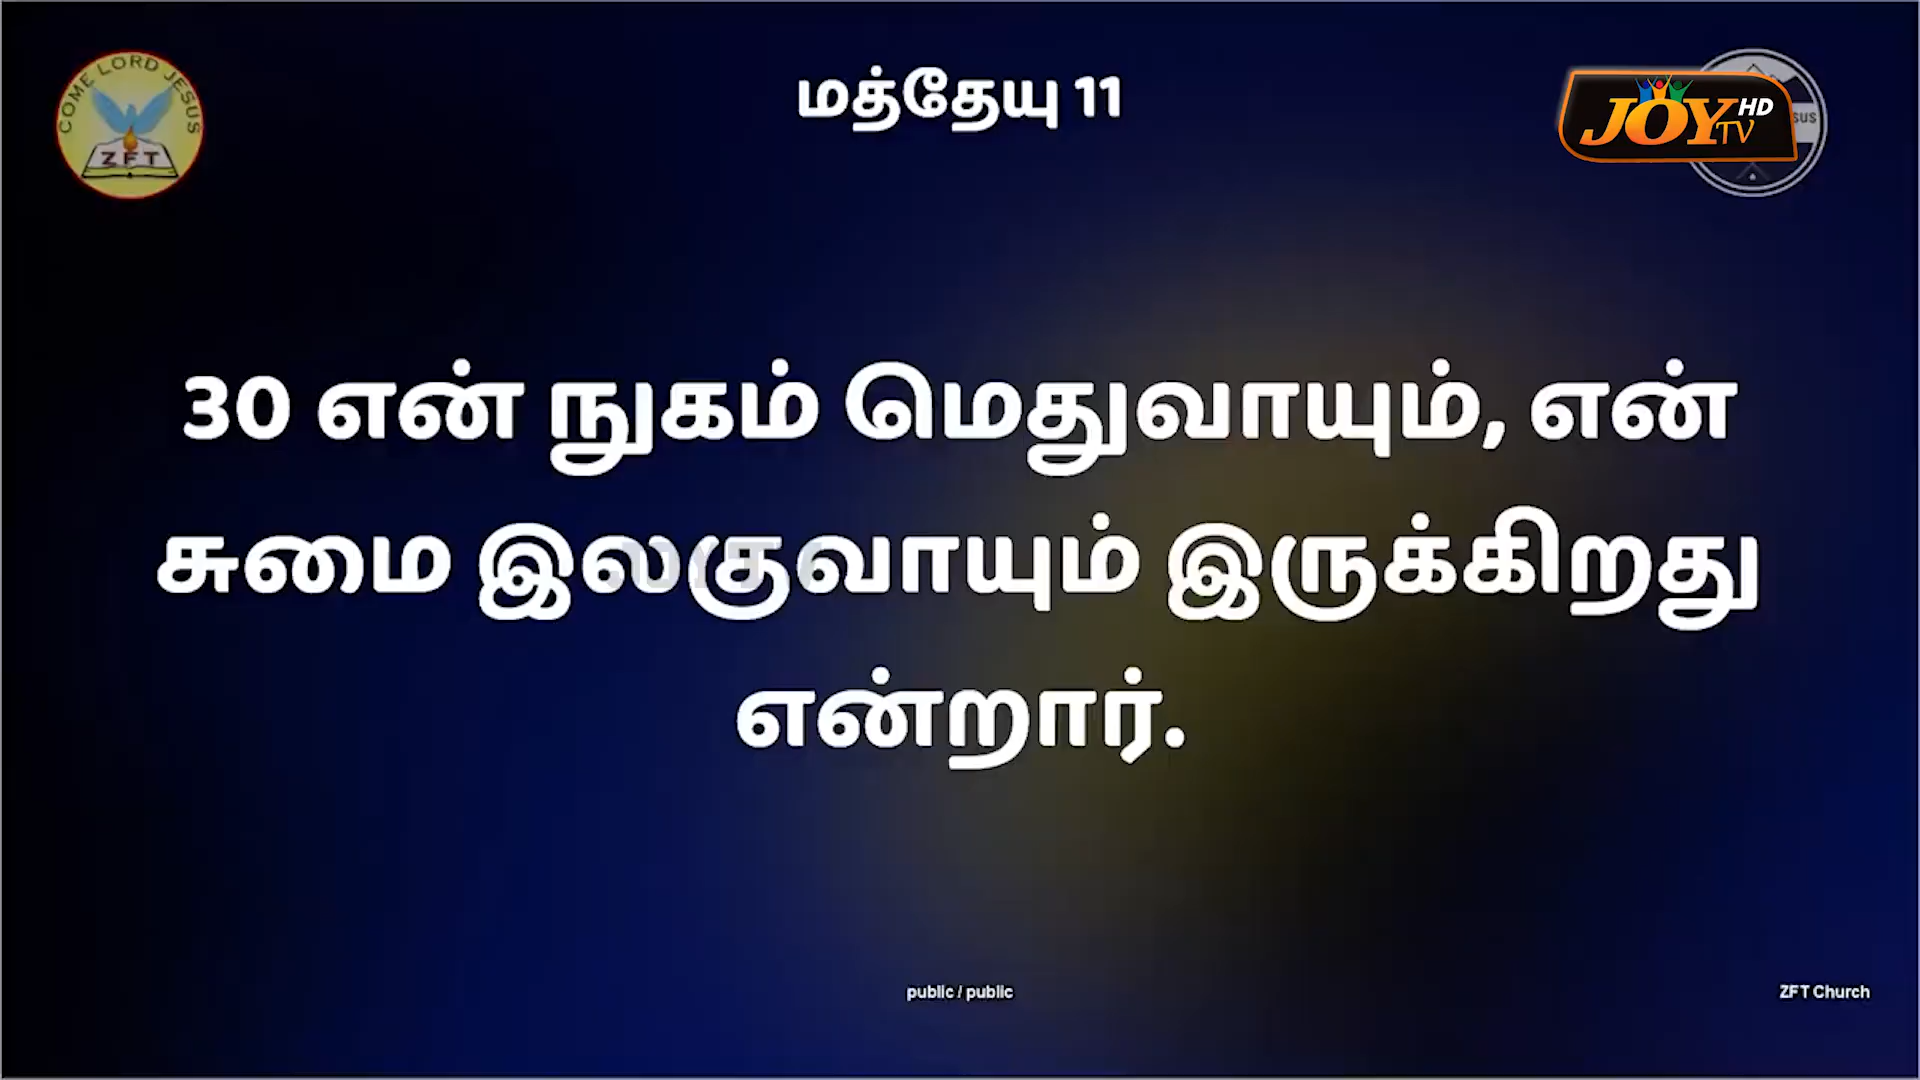 COME LORD JESUS
ZFT
மத்தேயு 11
JOY TV HD
SUS
30 என் நுகம் மெதுவாயும், என்
சுமை இலகுவாயும் இருக்கிறது
என்றார்.
public / public
ZFT Church